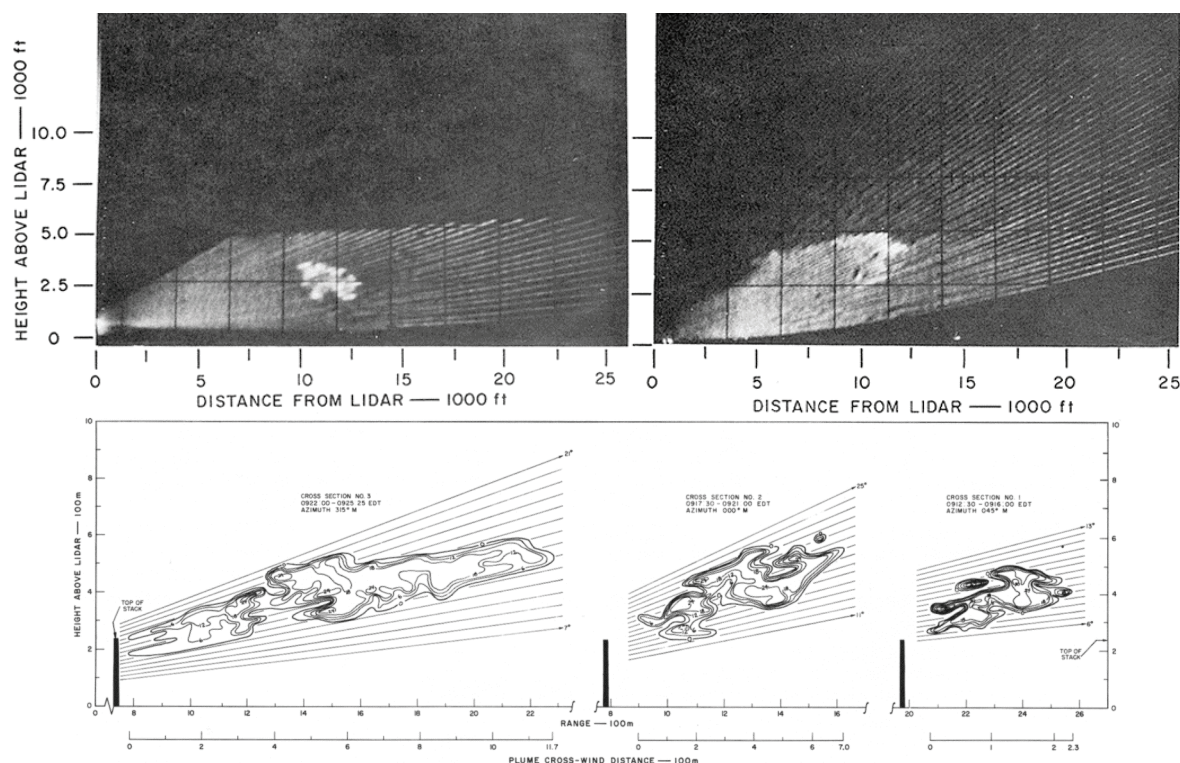 HEIGHT ABOVE LIDAR — 1000 ft
10.0
7.5
5.0
2.5
0
0 5 10 15 20 25
DISTANCE FROM LIDAR — 1000 ft
0 5 10 15 20 25
DISTANCE FROM LIDAR — 1000 ft
HEIGHT ABOVE LIDAR — 100m
10
8
6
4
2
0
TOP OF
STACK
CROSS SECTION NO. 3
0922 00-0925.25 EDT
AZIMUTH 315° M
21°
7°
CROSS SECTION NO. 2
0917 30-0921 00 EDT
AZIMUTH 000° M
25°
11°
CROSS SECTION NO. 1
0912 30-0916.00 EDT
AZIMUTH 045° M
13°
6°
TOP OF
STACK
10
8
6
4
2
0
0 8 10 12 14 16 18 20 22
8 10 12 14 16
20 22 24 26
RANGE — 100m
0 2 4 6 8 10 11.7
0 2 4 6 7.0
0 1 2 2.3
PLUME CROSS-WIND DISTANCE — 100m